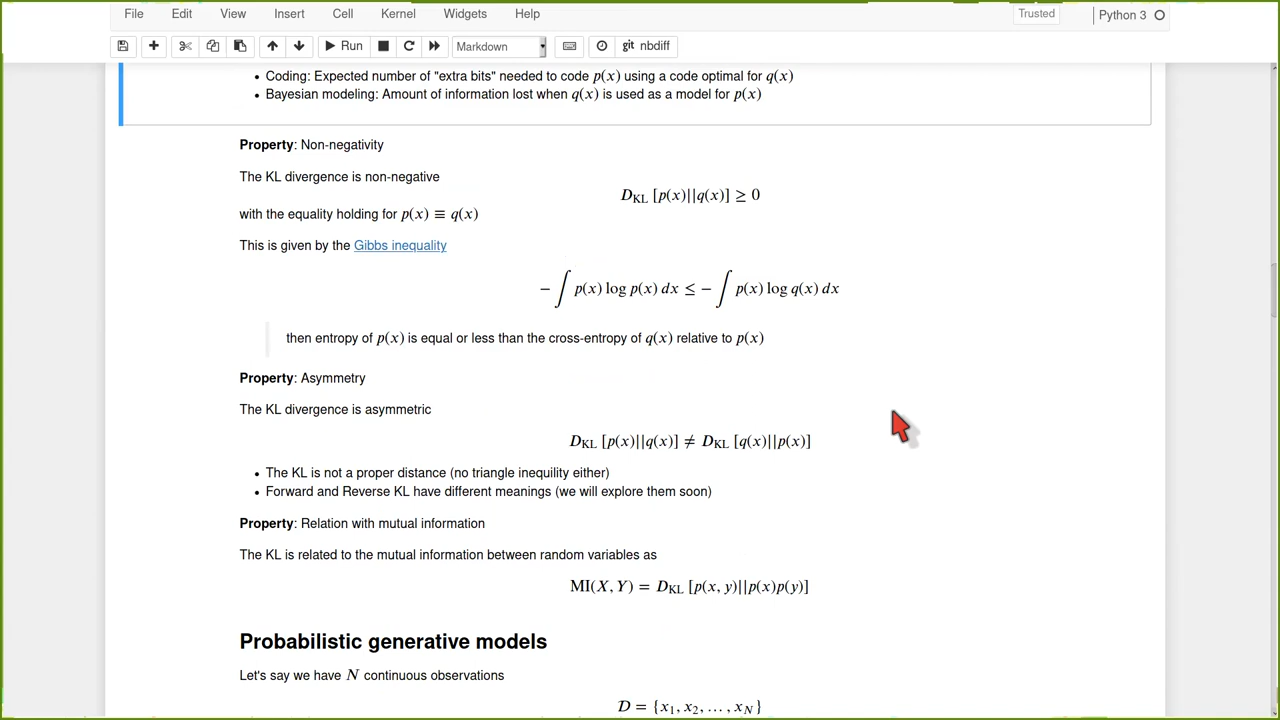 File Edit View Insert Cell Kernel Widgets Help Trusted Python 3
Run Markdown git nbdiff
• Coding: Expected number of "extra bits" needed to code p(x) using a code optimal for q(x)
• Bayesian modeling: Amount of information lost when q(x) is used as a model for p(x)
Property: Non-negativity
The KL divergence is non-negative
D_KL [p(x)||q(x)] ≥ 0
with the equality holding for p(x) ≡ q(x)
This is given by the Gibbs inequality
− ∫ p(x) log p(x) dx ≤ − ∫ p(x) log q(x) dx
then entropy of p(x) is equal or less than the cross-entropy of q(x) relative to p(x)
Property: Asymmetry
The KL divergence is asymmetric
D_KL [p(x)||q(x)] ≠ D_KL [q(x)||p(x)]
• The KL is not a proper distance (no triangle inequility either)
• Forward and Reverse KL have different meanings (we will explore them soon)
Property: Relation with mutual information
The KL is related to the mutual information between random variables as
MI(X, Y) = D_KL [p(x, y)||p(x)p(y)]
Probabilistic generative models
Let's say we have N continuous observations
D = {x_1, x_2, … , x_N}